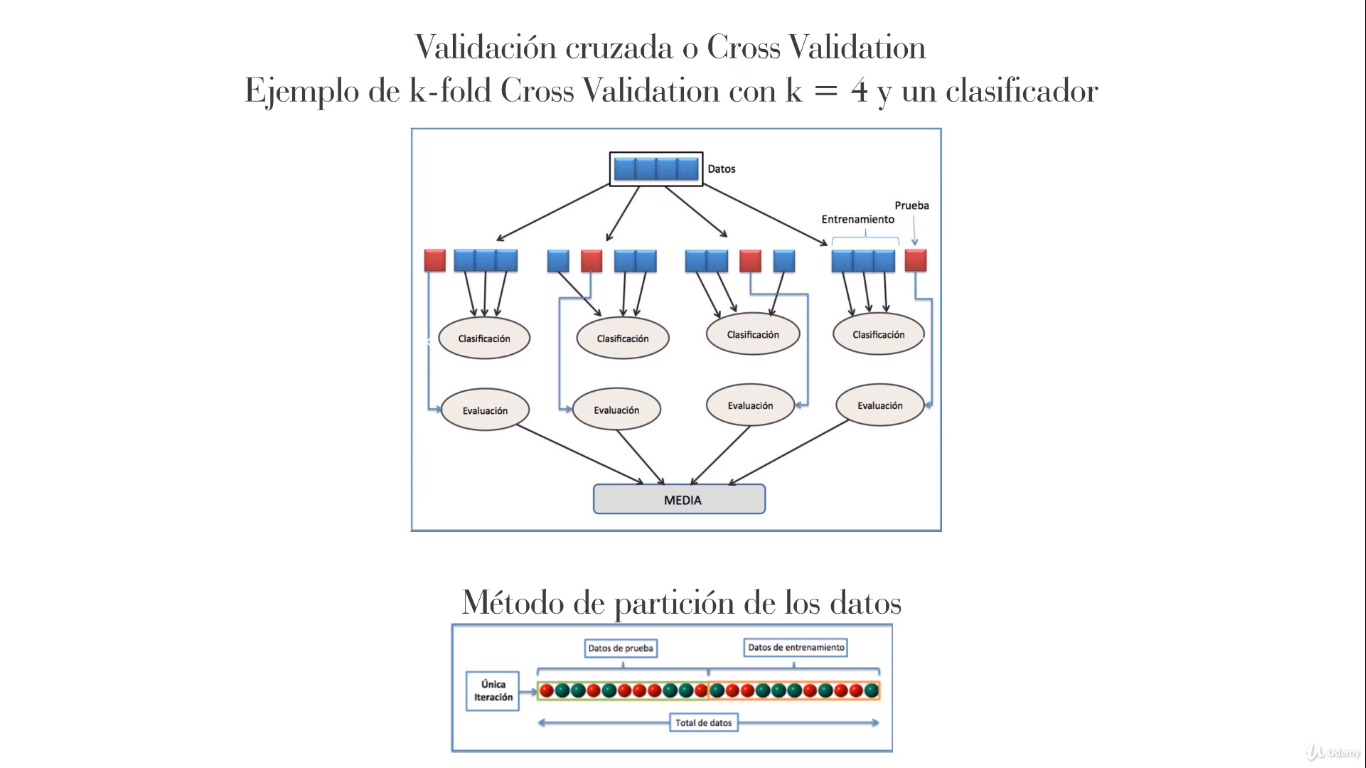 Validación cruzada o Cross Validation
Ejemplo de k-fold Cross Validation con k = 4 y un clasificador
Datos
Prueba
Entrenamiento
Clasificación
Clasificación
Clasificación
Clasificación
Evaluación
Evaluación
Evaluación
Evaluación
MEDIA
Método de partición de los datos
Datos de prueba
Datos de entrenamiento
Única
Iteración
Total de datos
Udemy